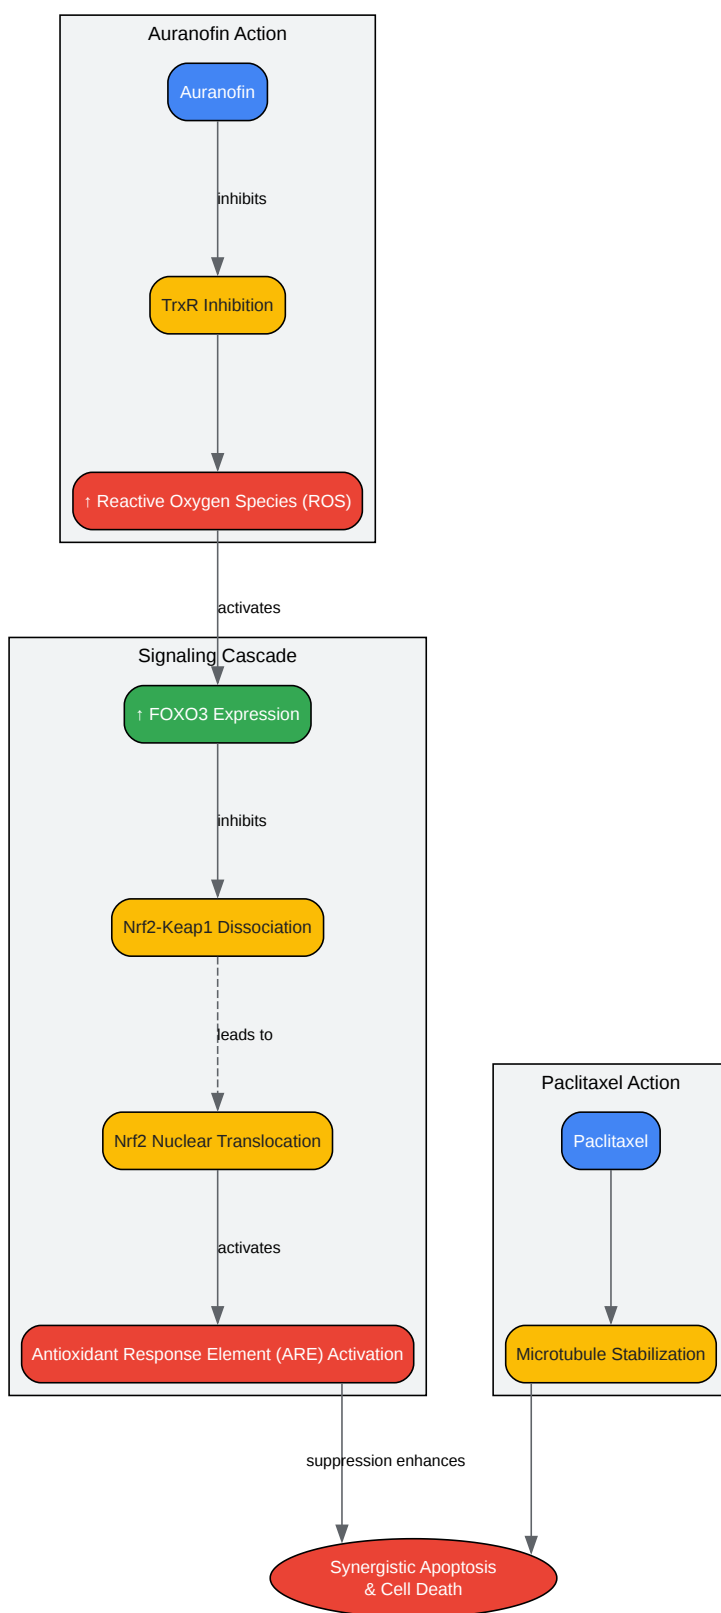 Auranofin Action
Auranofin
inhibits
TrxR Inhibition
↑ Reactive Oxygen Species (ROS)
activates
Signaling Cascade
↑ FOXO3 Expression
inhibits
Nrf2-Keap1 Dissociation
leads to
Nrf2 Nuclear Translocation
activates
Antioxidant Response Element (ARE) Activation
Paclitaxel Action
Paclitaxel
Microtubule Stabilization
suppression enhances
Synergistic Apoptosis
& Cell Death